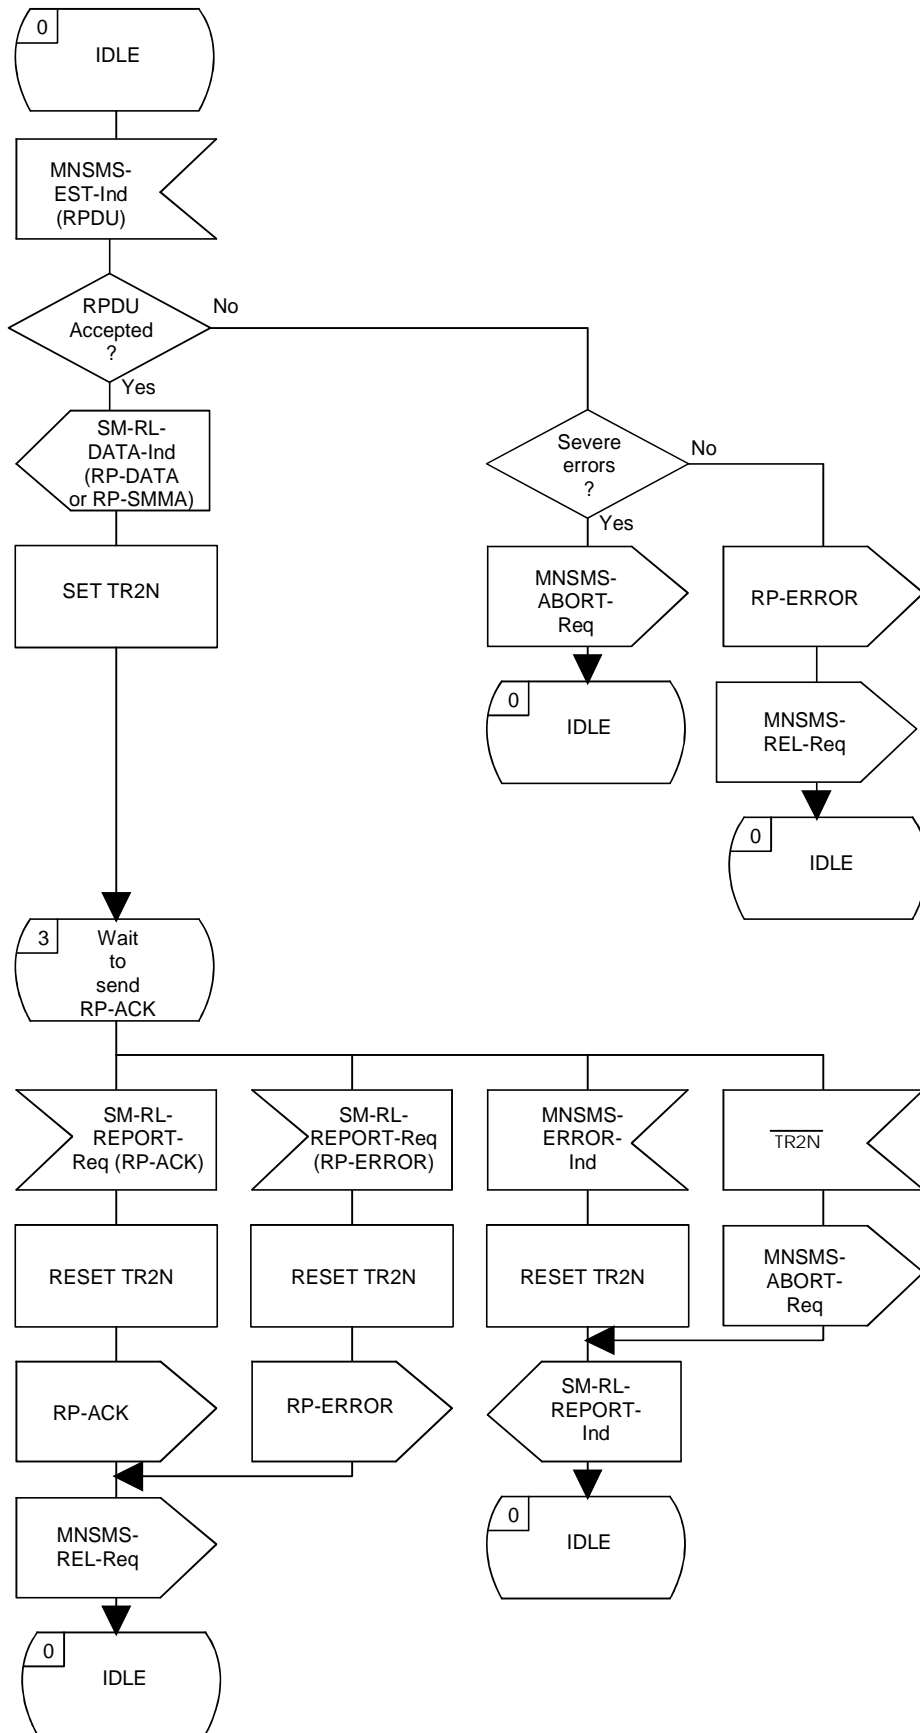 0
IDLE
MNSMS-
EST-Ind
(RPDU)
RPDU
Accepted
?
No
Yes
SM-RL-
DATA-Ind
(RP-DATA
or RP-SMMA)
Severe
errors
?
No
Yes
SET TR2N
MNSMS-
ABORT-
Req
RP-ERROR
0
IDLE
MNSMS-
REL-Req
0
IDLE
3
Wait
to
send
RP-ACK
SM-RL-
REPORT-
Req (RP-ACK)
SM-RL-
REPORT-Req
(RP-ERROR)
MNSMS-
ERROR-
Ind
TR2N
RESET TR2N
RESET TR2N
RESET TR2N
MNSMS-
ABORT-
Req
RP-ACK
RP-ERROR
SM-RL-
REPORT-
Ind
MNSMS-
REL-Req
0
IDLE
0
IDLE